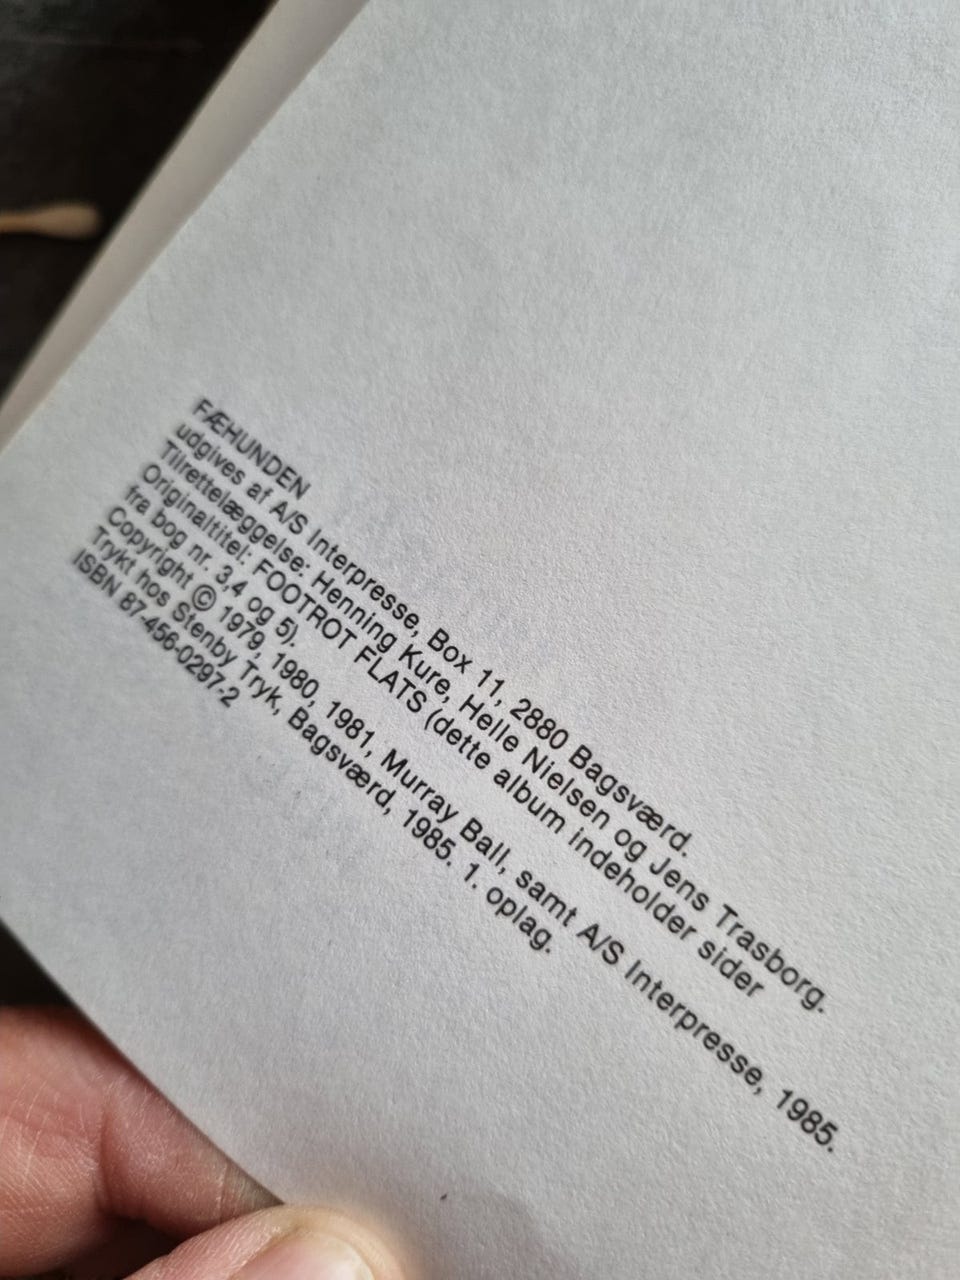 FÆHUNDEN
udgives af A/S Interpresse, Box 11, 2880 Bagsværd.
Tilrettelæggelse: Henning Kure, Helle Nielsen og Jens Trasborg.
Originaltitel: FOOTROT FLATS (dette album indeholder sider
fra bog nr. 3,4 og 5).
Copyright © 1979, 1980, 1981, Murray Ball, samt A/S Interpresse, 1985.
Trykt hos Stenby Tryk, Bagsværd, 1985. 1. oplag.
ISBN 87-456-0297-2